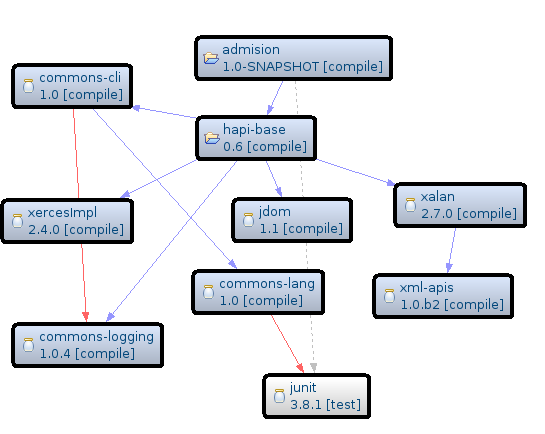 admision
1.0-SNAPSHOT [compile]
commons-cli
1.0 [compile]
hapi-base
0.6 [compile]
xercesImpl
2.4.0 [compile]
jdom
1.1 [compile]
xalan
2.7.0 [compile]
commons-lang
1.0 [compile]
xml-apis
1.0.b2 [compile]
commons-logging
1.0.4 [compile]
junit
3.8.1 [test]